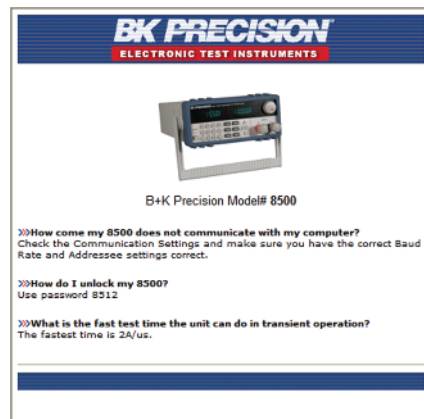 BK PRECISION
ELECTRONIC TEST INSTRUMENTS
B+K Precision Model# 8500
»»How come my 8500 does not communicate with my computer?
Check the Communication Settings and make sure you have the correct Baud
Rate and Addressee settings correct.
»»How do I unlock my 8500?
Use password 8512
»»What is the fast test time the unit can do in transient operation?
The fastest time is 2A/us.